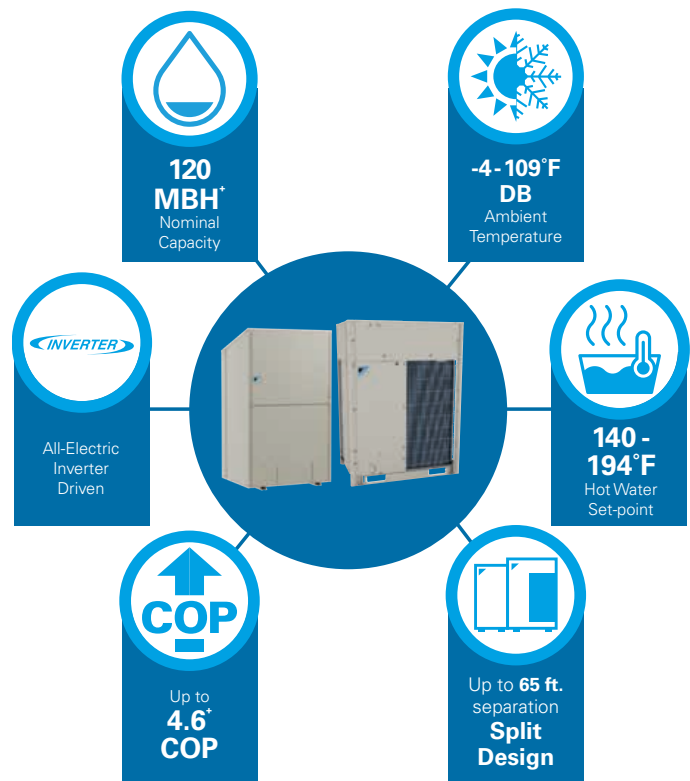 120
MBH⁺
Nominal
Capacity
-4-109°F
DB
Ambient
Temperature
INVERTER
All-Electric
Inverter
Driven
140 -
194°F
Hot Water
Set-point
COP
Up to
4.6⁺
COP
Up to 65 ft.
separation
Split
Design